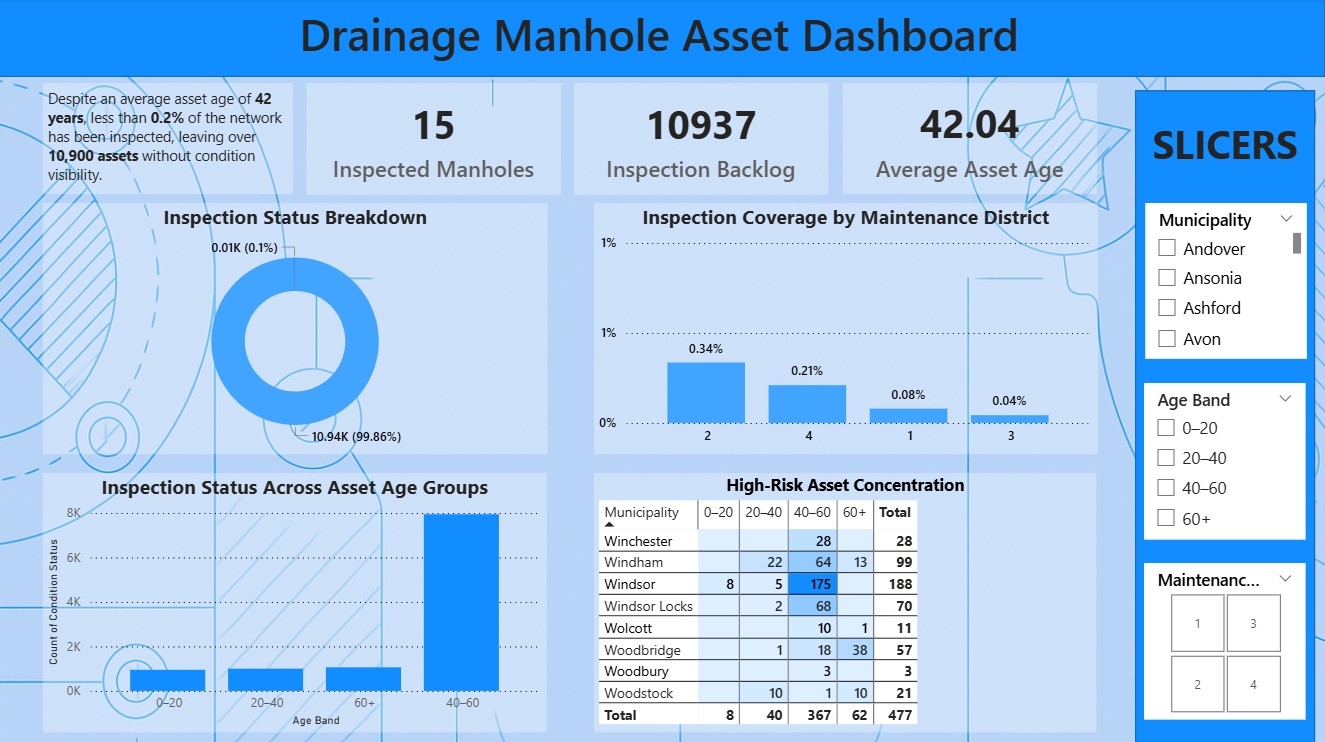 Drainage Manhole Asset Dashboard
Despite an average asset age of 42
years, less than 0.2% of the network
has been inspected, leaving over
10,900 assets without condition
visibility.
15
Inspected Manholes
10937
Inspection Backlog
42.04
Average Asset Age
SLICERS
Municipality
Andover
Ansonia
Ashford
Avon
Age Band
0–20
20–40
40–60
60+
Maintenanc...
1 3
2 4
Inspection Status Breakdown
0.01K (0.1%)
10.94K (99.86%)
Inspection Coverage by Maintenance District
1%
1%
0%
0.34%
0.21%
0.08%
0.04%
2 4 1 3
Inspection Status Across Asset Age Groups
Count of Condition Status
8K
6K
4K
2K
0K
0–20 20–40 60+ 40–60
Age Band
High-Risk Asset Concentration
Municipality 0–20 20–40 40–60 60+ Total
Winchester 28 28
Windham 22 64 13 99
Windsor 8 5 175 188
Windsor Locks 2 68 70
Wolcott 10 1 11
Woodbridge 1 18 38 57
Woodbury 3 3
Woodstock 10 1 10 21
Total 8 40 367 62 477